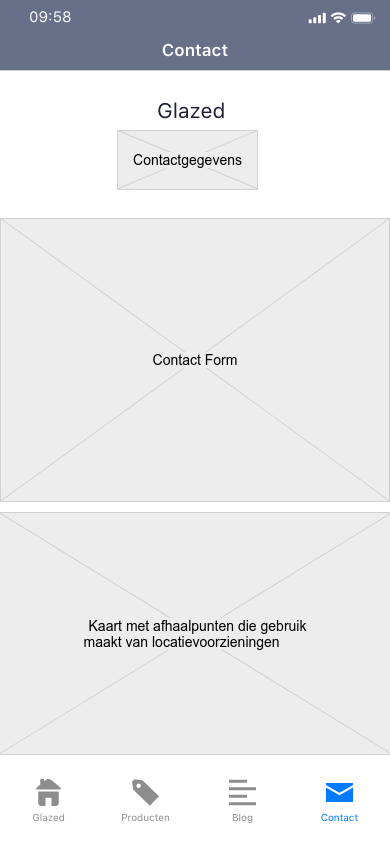 09:58
Contact
Glazed
Contactgegevens
Contact Form
Kaart met afhaalpunten die gebruik
maakt van locatievoorzieningen
Glazed
Producten
Blog
Contact